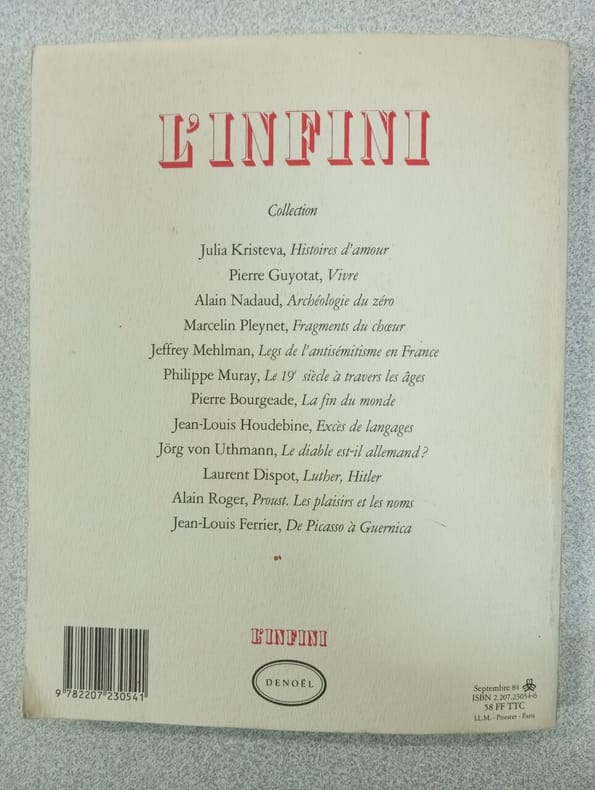 L'INFINI
Collection
Julia Kristeva, Histoires d'amour
Pierre Guyotat, Vivre
Alain Nadaud, Archéologie du zéro
Marcelin Pleynet, Fragments du chœur
Jeffrey Mehlman, Legs de l'antisémitisme en France
Philippe Muray, Le 19e siècle à travers les âges
Pierre Bourgeade, La fin du monde
Jean-Louis Houdebine, Excès de langages
Jörg von Uthmann, Le diable est-il allemand ?
Laurent Dispot, Luther, Hitler
Alain Roger, Proust. Les plaisirs et les noms
Jean-Louis Ferrier, De Picasso à Guernica
L'INFINI
DENOËL
9 782207 230541
Septembre 84
ISBN 2.207.23054-6
58 FF TTC
I.I.M. - Priester - Paris